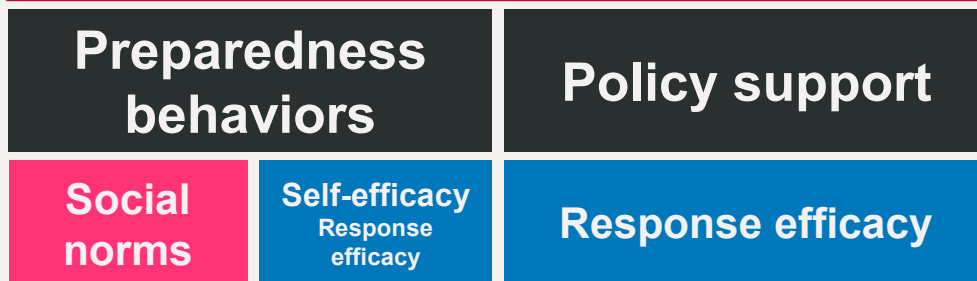 Preparedness
behaviors
Policy support
Social
norms
Self-efficacy
Response
efficacy
Response efficacy